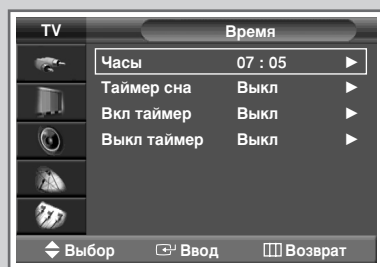 TV Время
Часы 07 : 05 ►
Таймер сна Выкл ►
Вкл таймер Выкл ►
Выкл таймер Выкл ►
Выбор Ввод Возврат